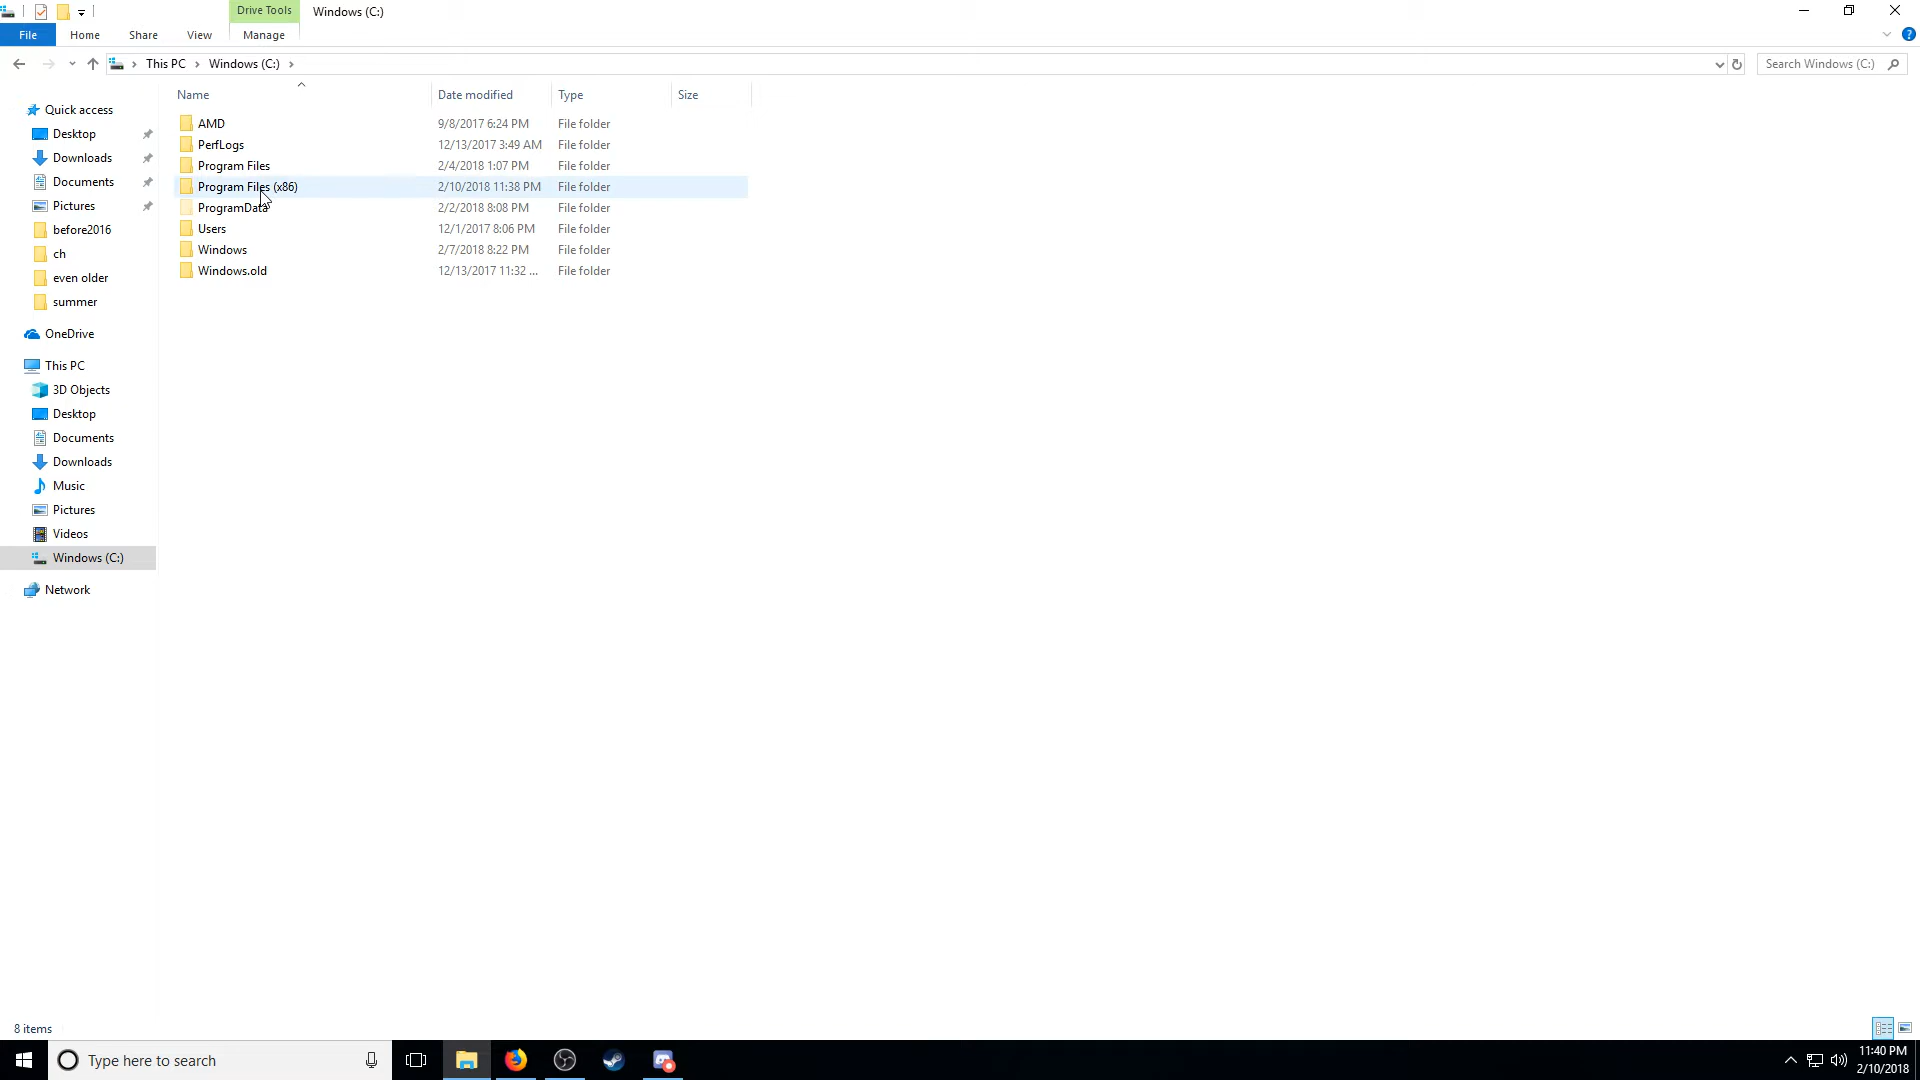 Drive Tools
Windows (C:)
File
Home
Share
View
Manage
This PC
Windows (C:)
Search Windows (C:)
Name
Date modified
Type
Size
Quick access
Desktop
Downloads
Documents
Pictures
before2016
ch
even older
summer
OneDrive
This PC
3D Objects
Desktop
Documents
Downloads
Music
Pictures
Videos
Windows (C:)
Network
AMD 9/8/2017 6:24 PM File folder
PerfLogs 12/13/2017 3:49 AM File folder
Program Files 2/4/2018 1:07 PM File folder
Program Files (x86) 2/10/2018 11:38 PM File folder
ProgramData 2/2/2018 8:08 PM File folder
Users 12/1/2017 8:06 PM File folder
Windows 2/7/2018 8:22 PM File folder
Windows.old 12/13/2017 11:32 ... File folder
8 items
Type here to search
11:40 PM
2/10/2018